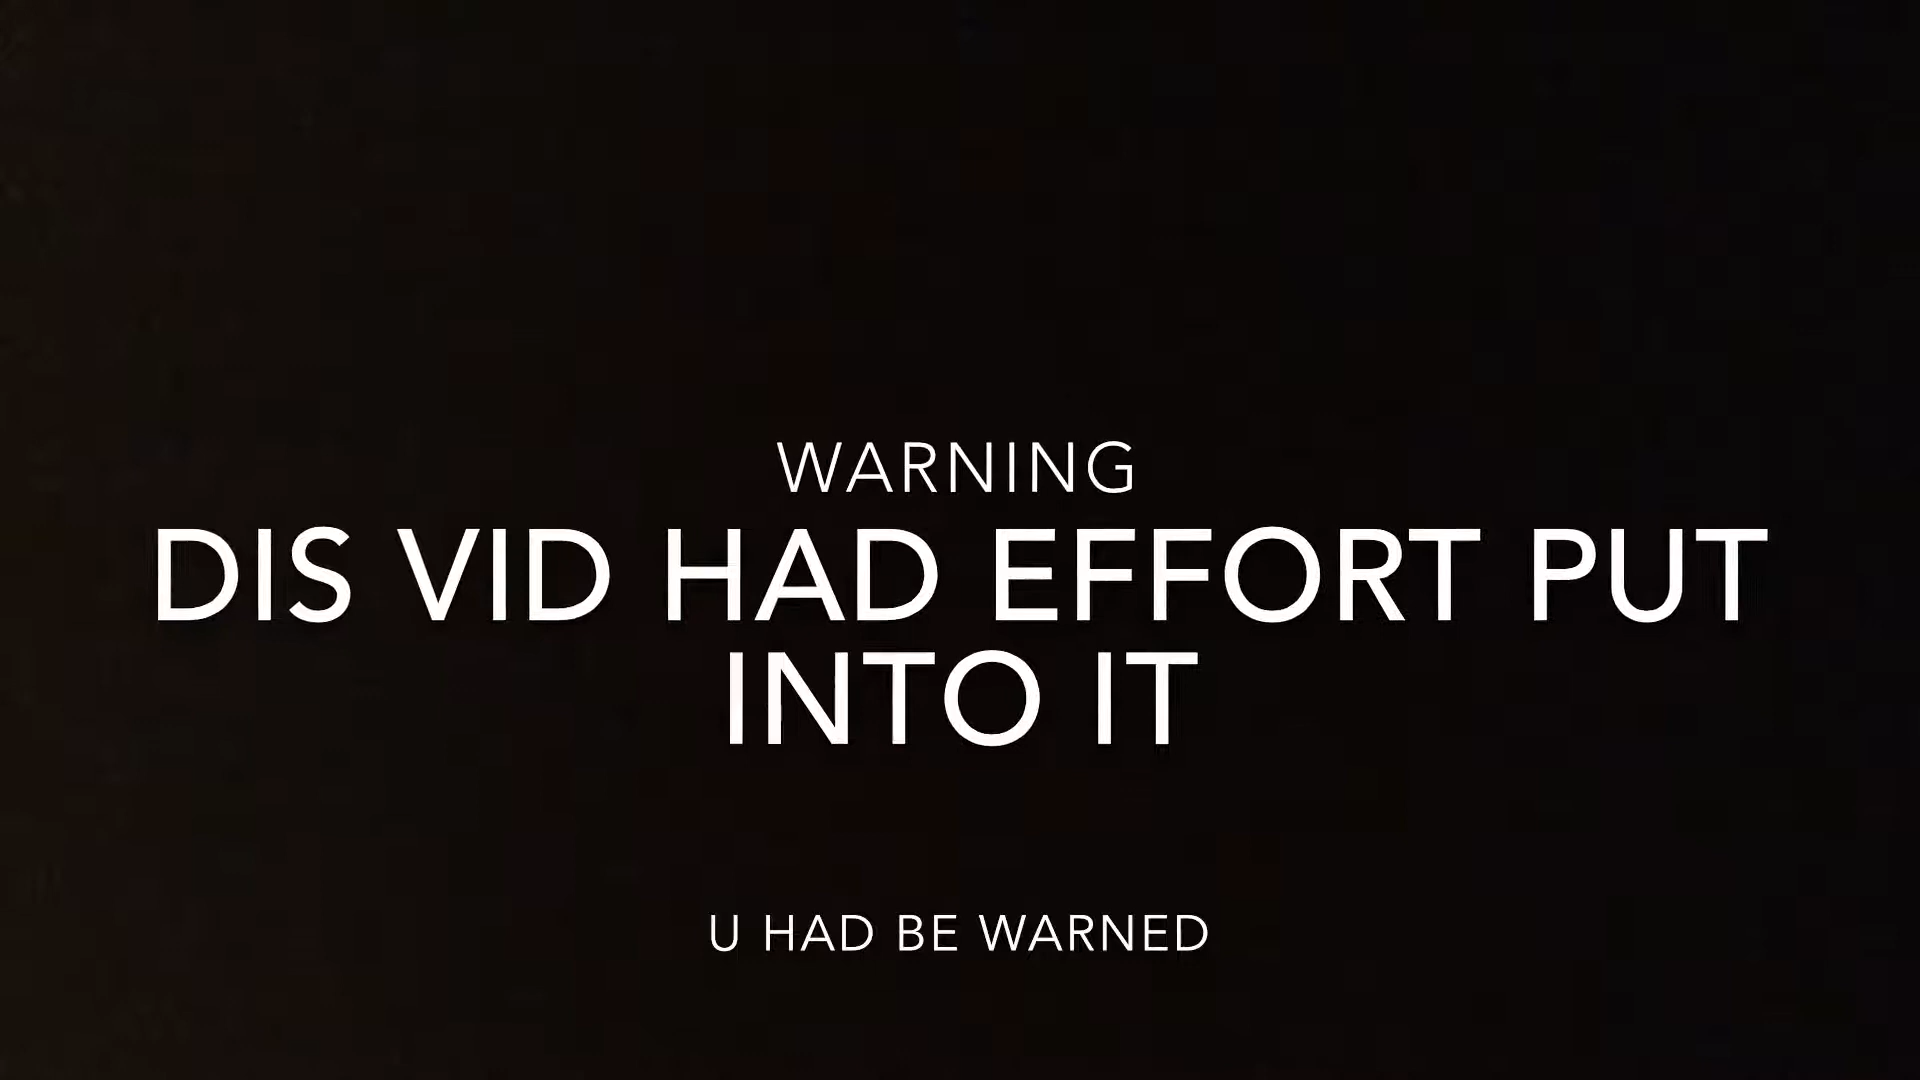 WARNING
DIS VID HAD EFFORT PUT
INTO IT
U HAD BE WARNED